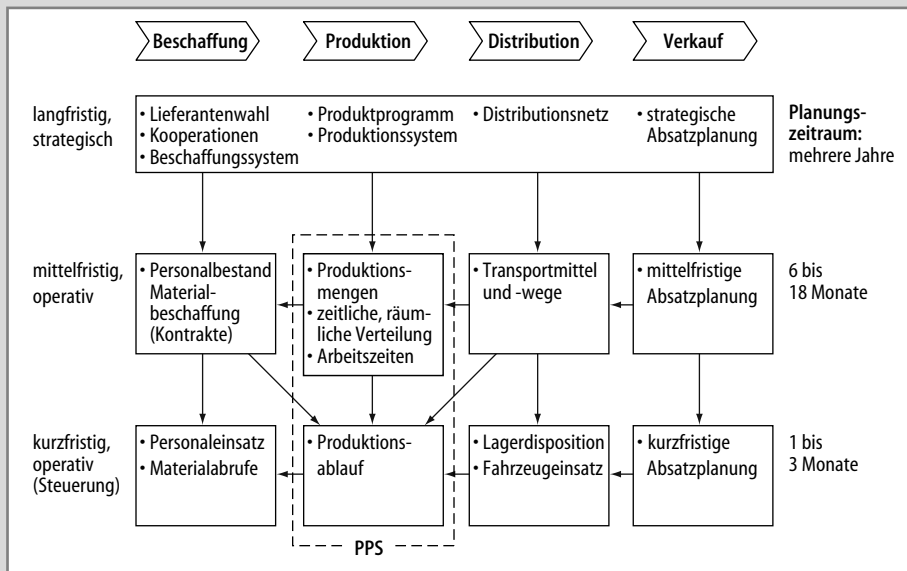 Beschaffung
Produktion
Distribution
Verkauf
langfristig,
strategisch
• Lieferantenwahl
• Kooperationen
• Beschaffungssystem
• Produktprogramm
• Produktionssystem
• Distributionsnetz
• strategische
Absatzplanung
Planungs-
zeitraum:
mehrere Jahre
mittelfristig,
operativ
• Personalbestand
Material-
beschaffung
(Kontrakte)
• Produktions-
mengen
• zeitliche, räum-
liche Verteilung
• Arbeitszeiten
• Transportmittel
und -wege
• mittelfristige
Absatzplanung
6 bis
18 Monate
kurzfristig,
operativ
(Steuerung)
• Personaleinsatz
• Materialabrufe
• Produktions-
ablauf
• Lagerdisposition
• Fahrzeugeinsatz
• kurzfristige
Absatzplanung
1 bis
3 Monate
PPS